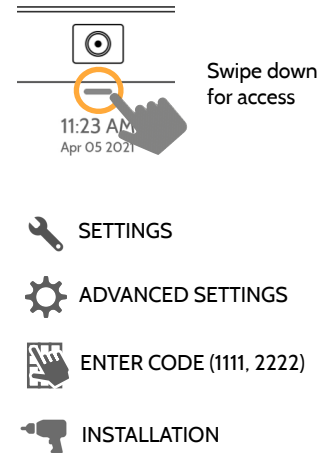 Swipe down
for access
11:23 AM
Apr 05 2021
SETTINGS
ADVANCED SETTINGS
ENTER CODE (1111, 2222)
INSTALLATION